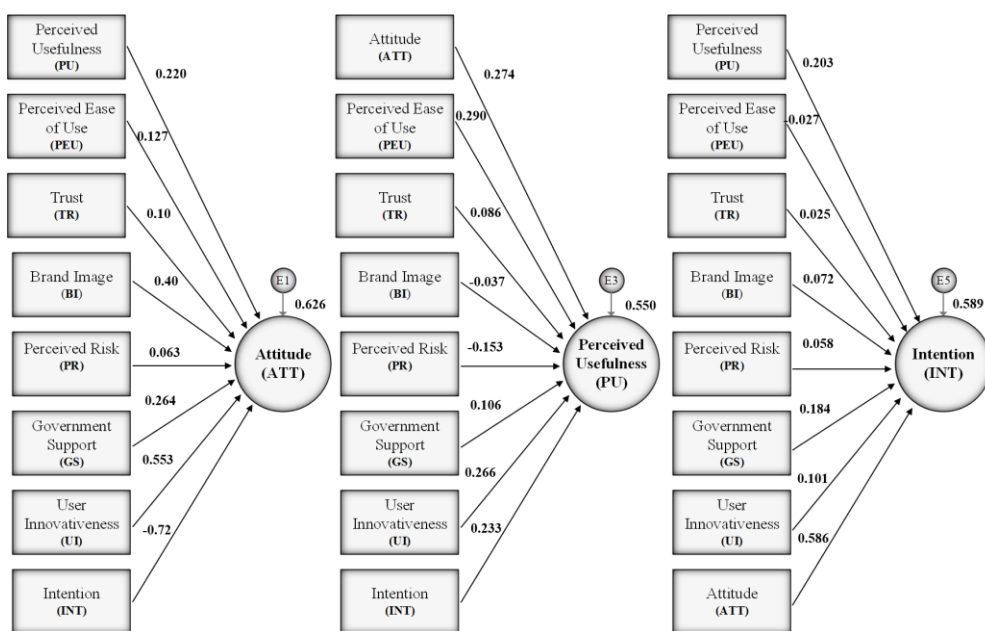 Perceived
Usefulness
(PU)
Perceived Ease
of Use
(PEU)
Trust
(TR)
Brand Image
(BI)
Perceived Risk
(PR)
Government
Support
(GS)
User
Innovativeness
(UI)
Intention
(INT)
0.220
0.127
0.10
0.40
0.063
0.264
0.553
-0.72
E1
0.626
Attitude
(ATT)
Attitude
(ATT)
Perceived Ease
of Use
(PEU)
Trust
(TR)
Brand Image
(BI)
Perceived Risk
(PR)
Government
Support
(GS)
User
Innovativeness
(UI)
Intention
(INT)
0.274
0.290
0.086
-0.037
-0.153
0.106
0.266
0.233
E3
0.550
Perceived
Usefulness
(PU)
Perceived
Usefulness
(PU)
Perceived Ease
of Use
(PEU)
Trust
(TR)
Brand Image
(BI)
Perceived Risk
(PR)
Government
Support
(GS)
User
Innovativeness
(UI)
Attitude
(ATT)
0.203
-0.027
0.025
0.072
0.058
0.184
0.101
0.586
E5
0.589
Intention
(INT)